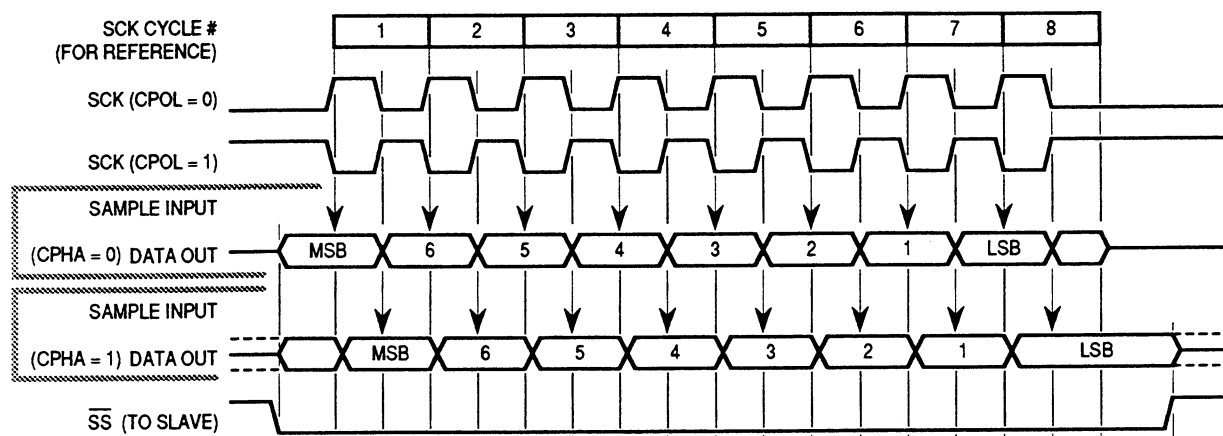 SCK CYCLE # 1 2 3 4 5 6 7 8
(FOR REFERENCE)
SCK (CPOL = 0)
SCK (CPOL = 1)
SAMPLE INPUT
(CPHA = 0) DATA OUT MSB 6 5 4 3 2 1 LSB
SAMPLE INPUT
(CPHA = 1) DATA OUT MSB 6 5 4 3 2 1 LSB
SS (TO SLAVE)